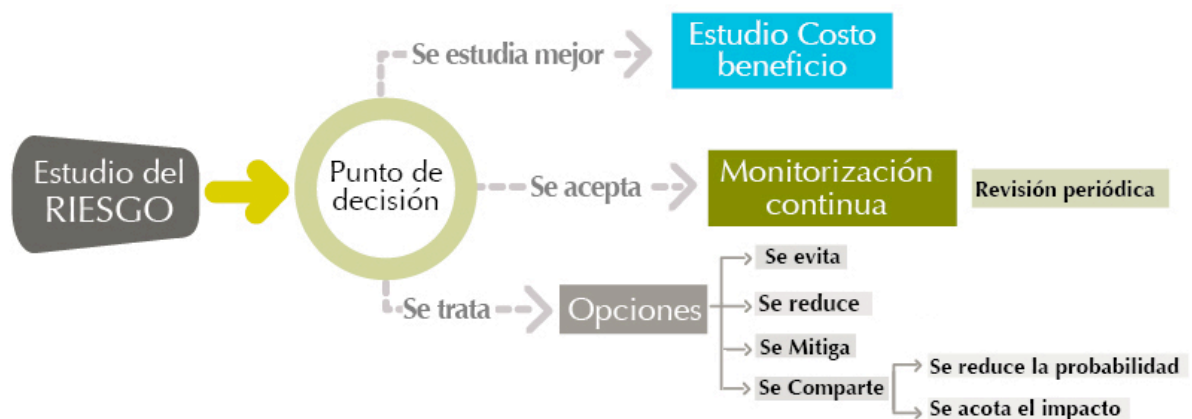 Estudio del
RIESGO
Punto de
decisión
Se estudia mejor
Estudio Costo
beneficio
Se acepta
Monitorización
continua
Revisión periódica
Se trata
Opciones
Se evita
Se reduce
Se Mitiga
Se Comparte
Se reduce la probabilidad
Se acota el impacto